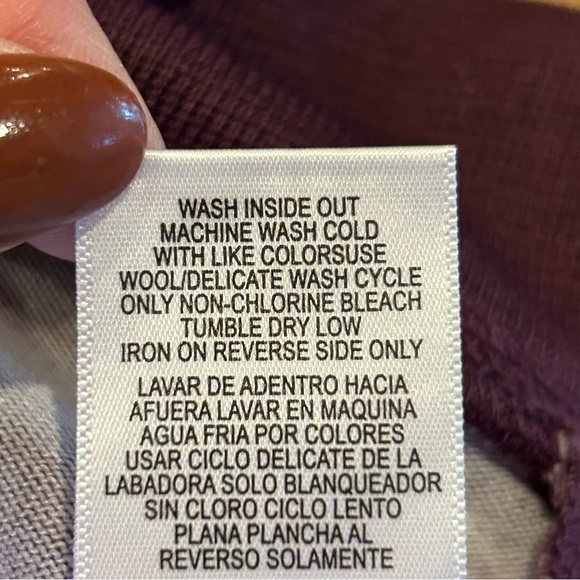 WASH INSIDE OUT
MACHINE WASH COLD
WITH LIKE COLORSUSE
WOOL/DELICATE WASH CYCLE
ONLY NON-CHLORINE BLEACH
TUMBLE DRY LOW
IRON ON REVERSE SIDE ONLY
LAVAR DE ADENTRO HACIA
AFUERA LAVAR EN MAQUINA
AGUA FRIA POR COLORES
USAR CICLO DELICATE DE LA
LABADORA SOLO BLANQUEADOR
SIN CLORO CICLO LENTO
PLANA PLANCHA AL
REVERSO SOLAMENTE